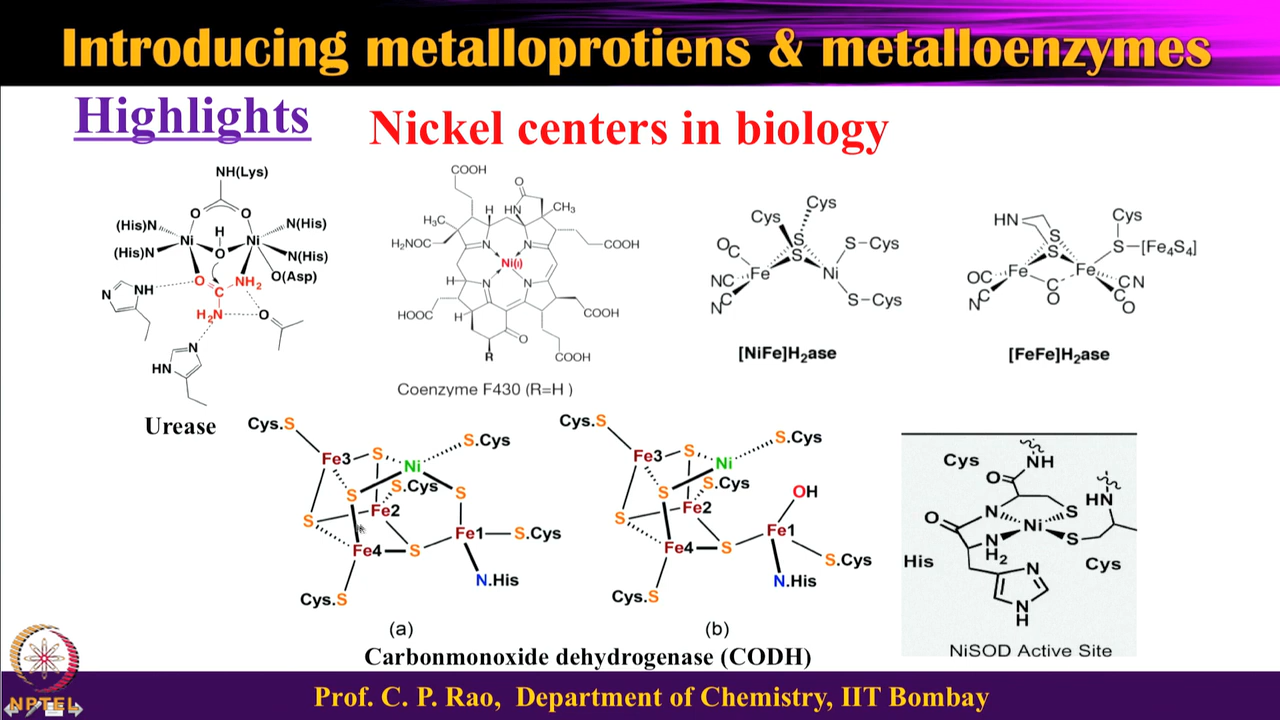 Introducing metalloprotiens & metalloenzymes
Highlights
Nickel centers in biology
NH(Lys)
O O
(His)N Ni H Ni N(His)
(His)N O N(His)
O(Asp)
O C NH₂
N NH
H₂N O
N
HN
Urease
COOH
O
H HN CH₃
H₃C
H₂NOC N N COOH
Ni(I)
H N N
HOOC H COOH
O
R COOH
Coenzyme F430 (R=H )
Cys
Cys
S
OC S S–Cys
NC Fe Ni
NC S–Cys
[NiFe]H₂ase
HN Cys
S S–[Fe₄S₄]
S
OC Fe Fe CN
NC C C
O O
[FeFe]H₂ase
Cys.S
S.Cys
Fe3 S Ni
S S.Cys S
S Fe2
Fe1 S.Cys
Fe4 S
N.His
Cys.S
(a)
Cys.S
S.Cys
Fe3 S Ni
S S.Cys OH
S Fe2
Fe1
Fe4 S S.Cys
N.His
Cys.S
(b)
Carbonmonoxide dehydrogenase (CODH)
Cys NH
O
HN
N S
O Ni
N S
H₂
His Cys
N
N
H
NiSOD Active Site
NPTEL
Prof. C. P. Rao, Department of Chemistry, IIT Bombay